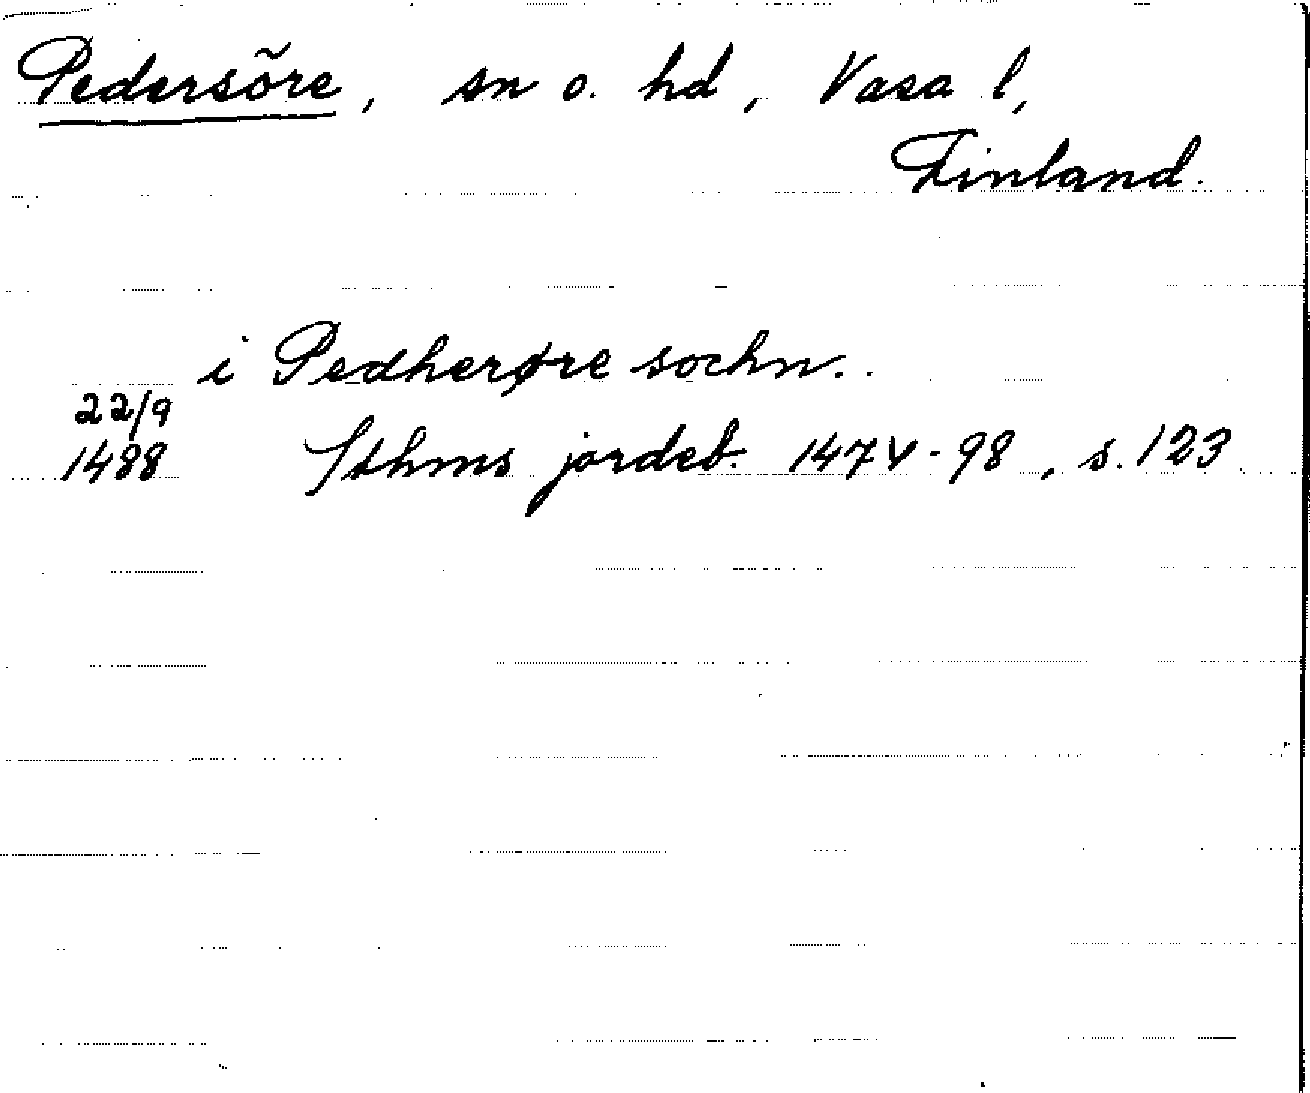 Pedersöre, sn o. hd, Vasa l,
Finland.
i Pedherøre sochn..
22/9
1488 Sthms jordeb. 1474-98, s. 123